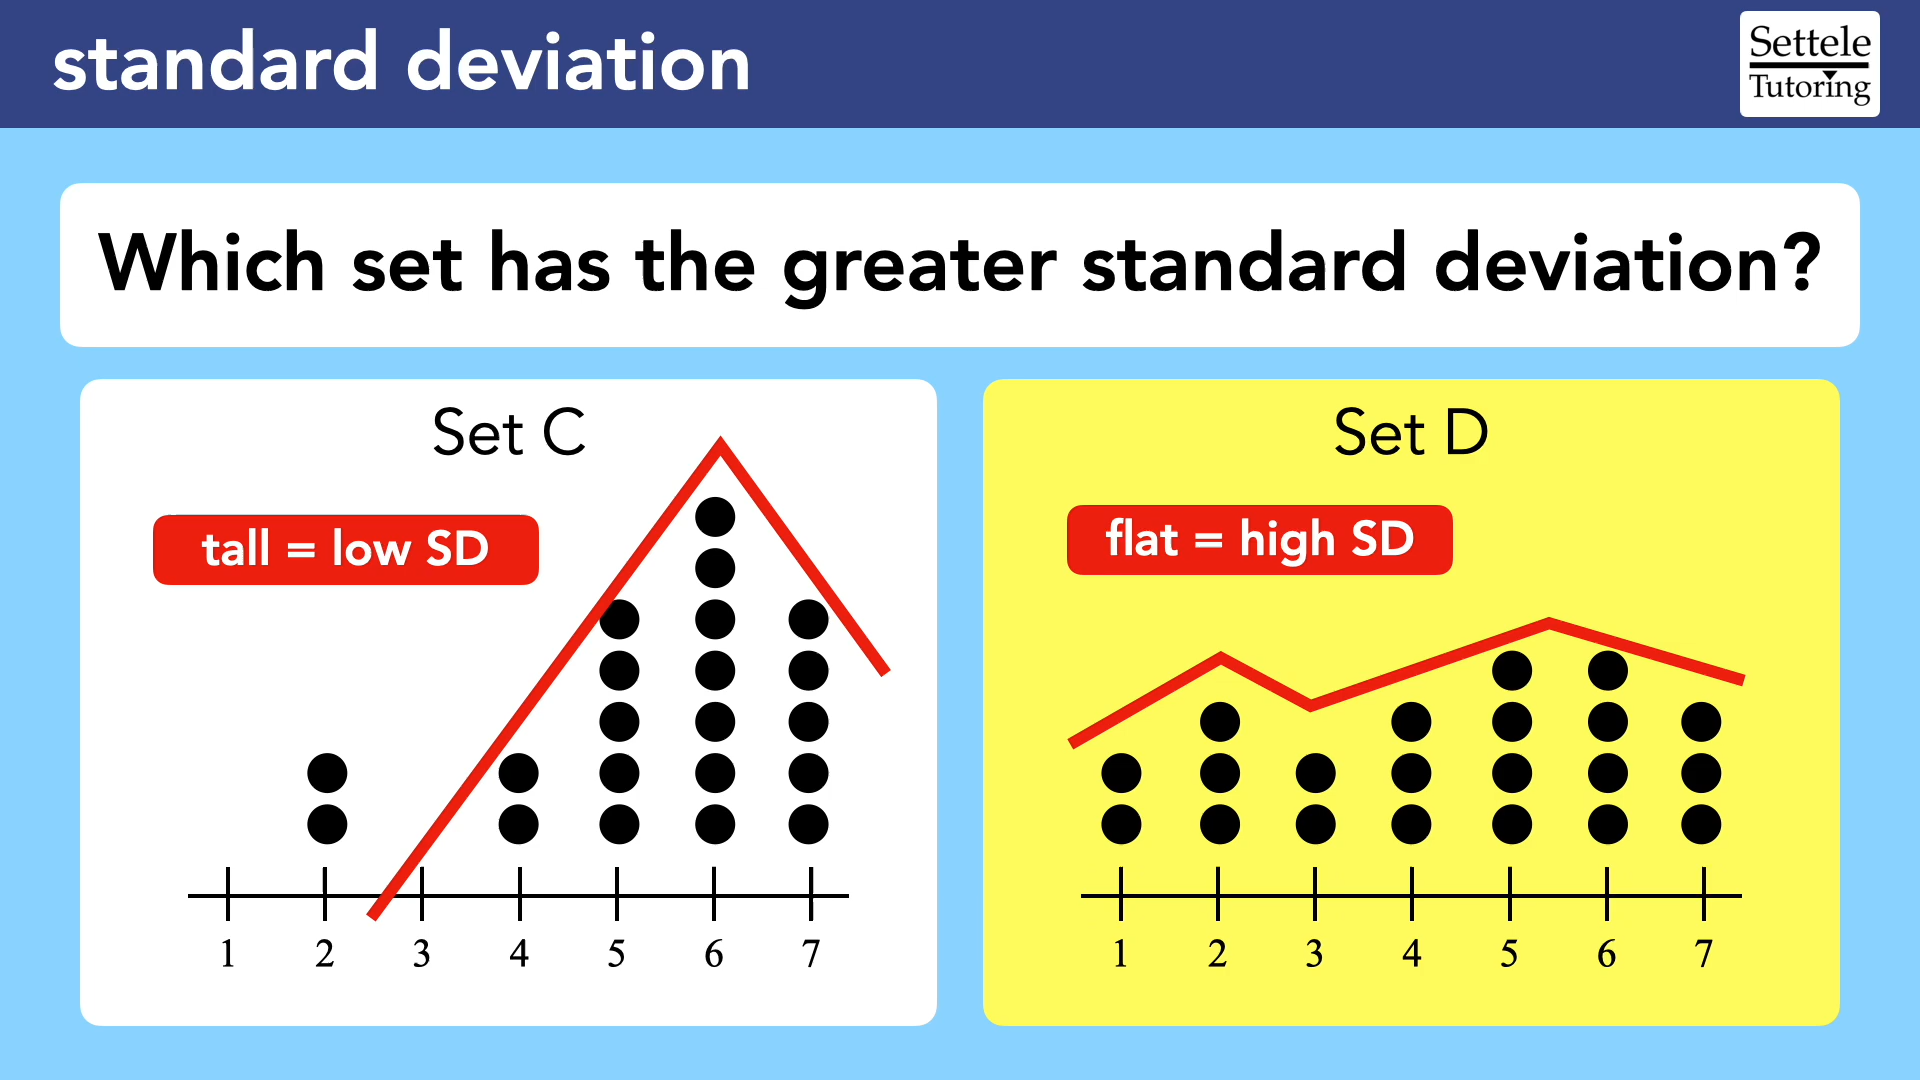 standard deviation
Settele
Tutoring
Which set has the greater standard deviation?
Set C
tall = low SD
1 2 3 4 5 6 7
Set D
flat = high SD
1 2 3 4 5 6 7